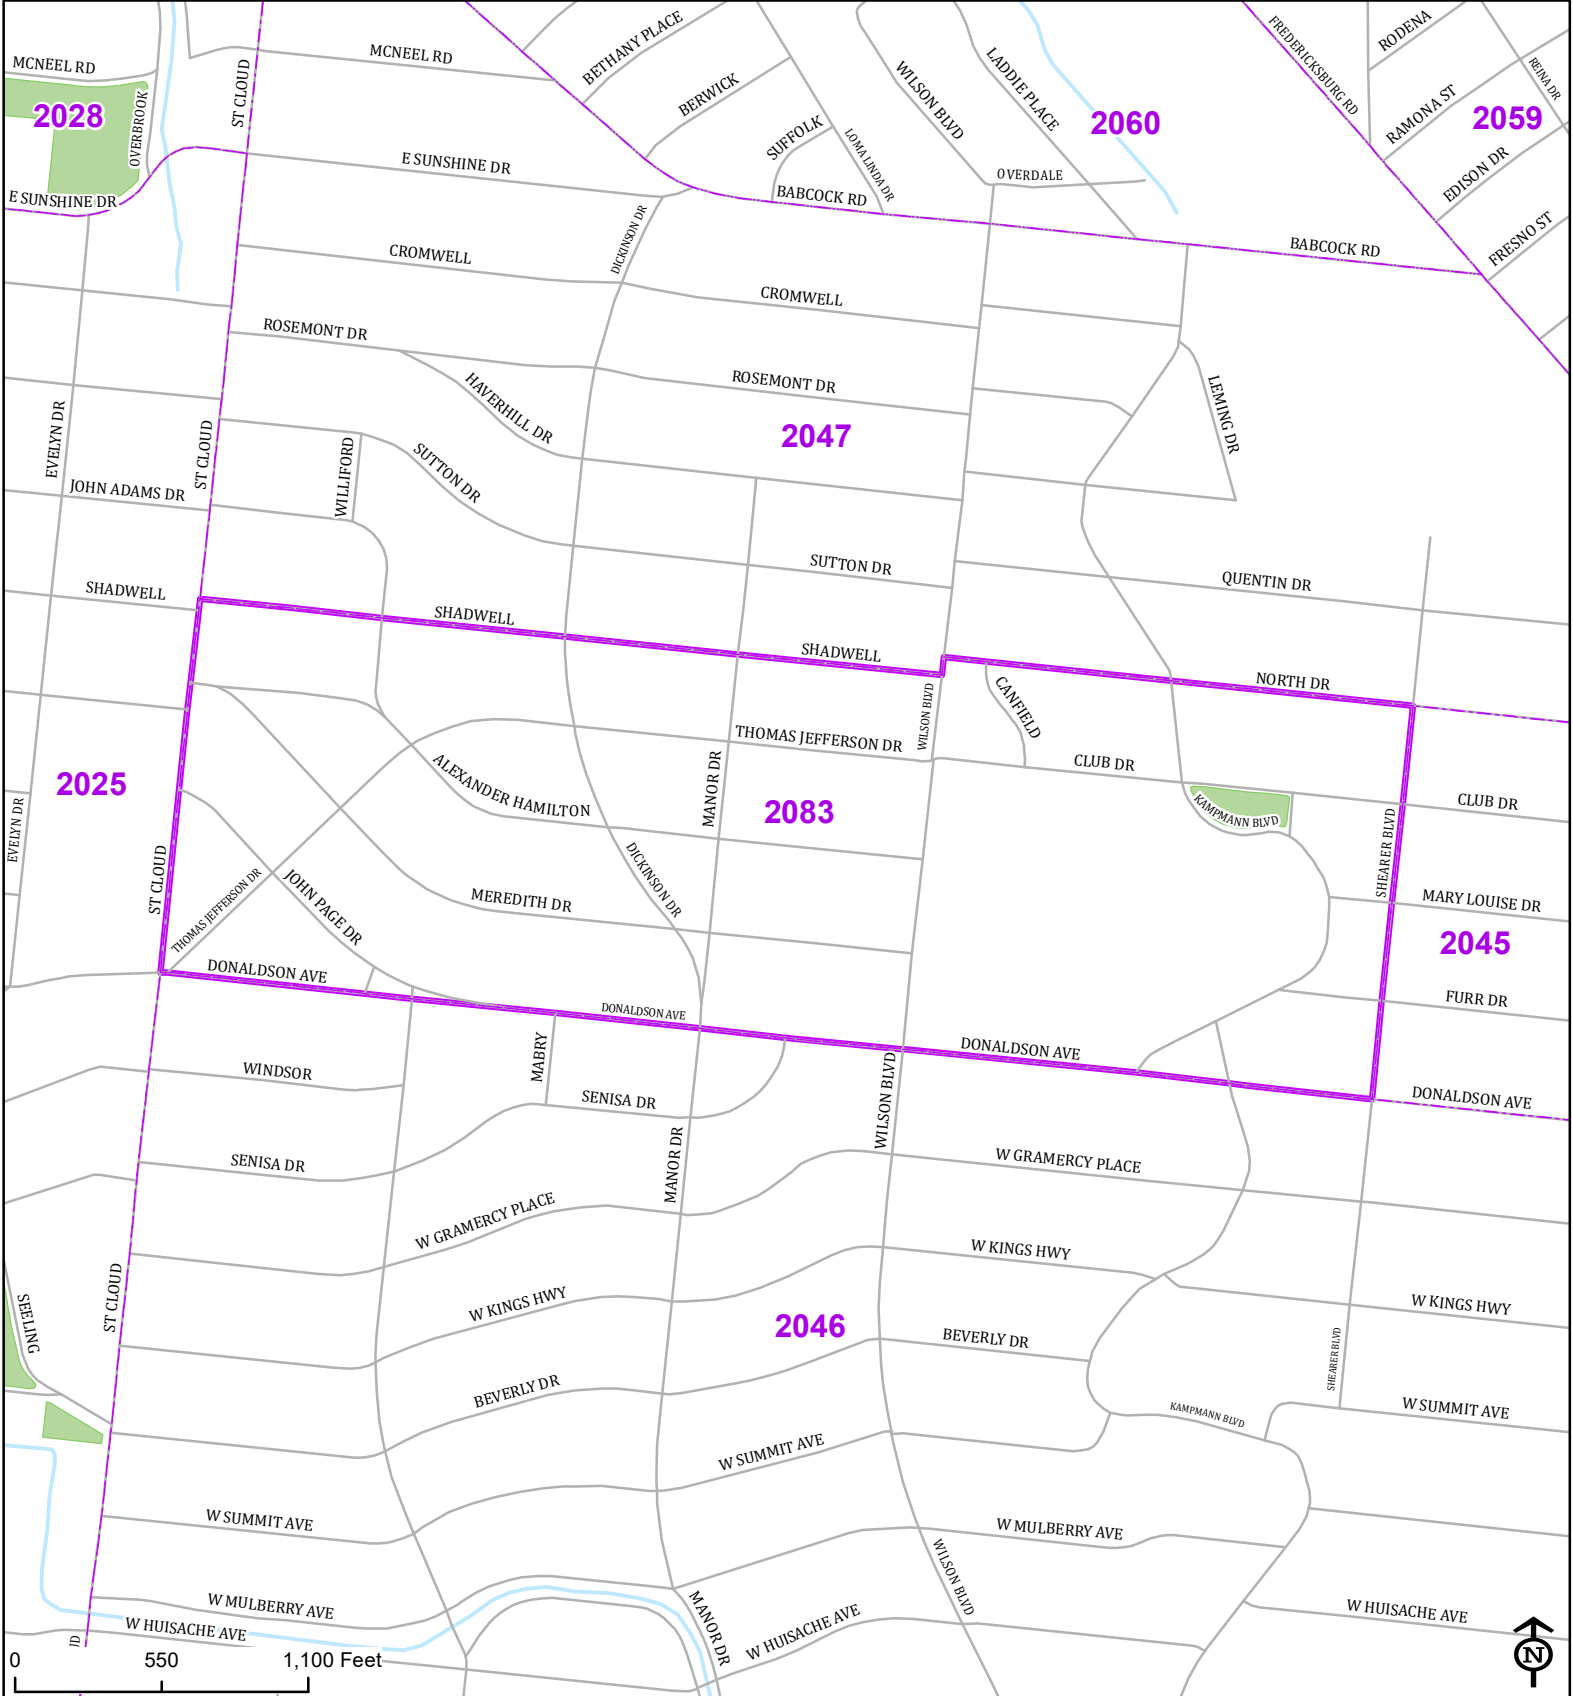 BETHANY PLACE
RODENA
FREDERICKSBURG RD
MCNEEL RD
MCNEEL RD
ST CLOUD
WILSON BLVD
LADDIE PLACE
REINA DR
2028
OVERBROOK
BERWICK
2060
RAMONA ST
2059
SUFFOLK
LOMA LINDA DR
E SUNSHINE DR
OVERDALE
EDISON DR
E SUNSHINE DR
BABCOCK RD
DICKINSON DR
BABCOCK RD
FRESNO ST
CROMWELL
CROMWELL
ROSEMONT DR
ROSEMONT DR
HAVERHILL DR
LEMING DR
EVELYN DR
ST CLOUD
2047
WILLIFORD
SUTTON DR
JOHN ADAMS DR
SUTTON DR
QUENTIN DR
SHADWELL
SHADWELL
SHADWELL
NORTH DR
WILSON BLVD
CANFIELD
THOMAS JEFFERSON DR
CLUB DR
2025
ALEXANDER HAMILTON
MANOR DR
2083
KAMPMANN BLVD
CLUB DR
EVELYN DR
SHEARER BLVD
ST CLOUD
DICKINSON DR
THOMAS JEFFERSON DR
JOHN PAGE DR
MEREDITH DR
MARY LOUISE DR
2045
DONALDSON AVE
DONALDSON AVE
FURR DR
DONALDSON AVE
MABRY
WINDSOR
WILSON BLVD
SENISA DR
DONALDSON AVE
SENISA DR
MANOR DR
W GRAMERCY PLACE
W GRAMERCY PLACE
W KINGS HWY
ST CLOUD
SEELING
W KINGS HWY
W KINGS HWY
2046
BEVERLY DR
SHEARER BLVD
BEVERLY DR
KAMPMANN BLVD
W SUMMIT AVE
W SUMMIT AVE
W SUMMIT AVE
W MULBERRY AVE
WILSON BLVD
W MULBERRY AVE
MANOR DR
W HUISACHE AVE
W HUISACHE AVE
W HUISACHE AVE
UD
N
0 550 1,100 Feet